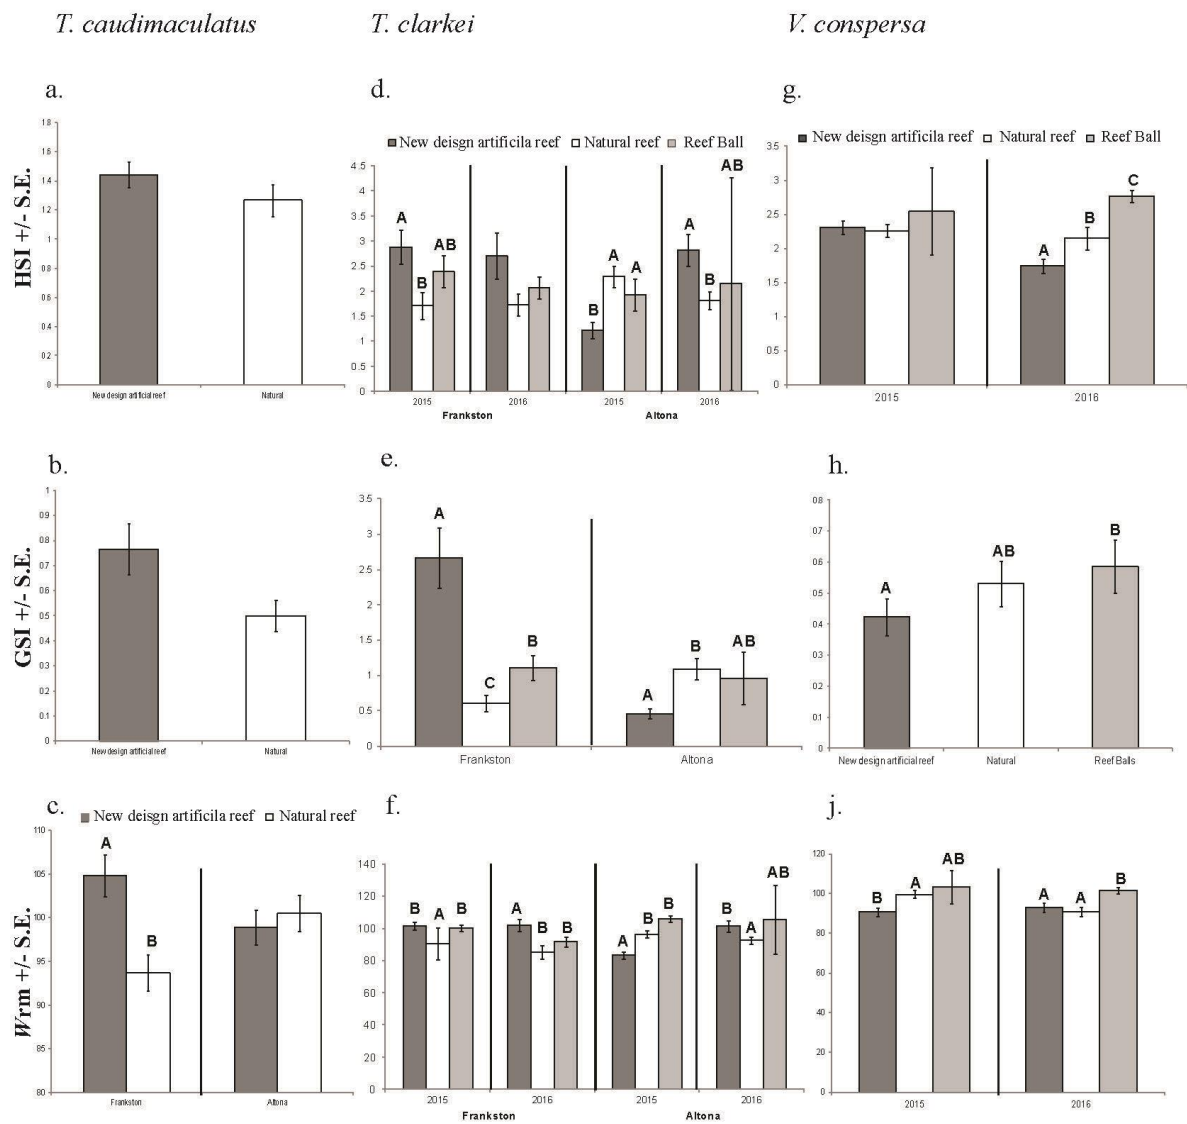 T. caudimaculatus
T. clarkei
V. conspersa
HSI +/- S.E.
a.
1.8
1.6
1.4
1.2
1
0.8
0.6
0.4
0.2
0
New design artificial reef Natural
d.
New deisgn artificila reef Natural reef Reef Ball
4.5
4
3.5
3
2.5
2
1.5
1
0.5
0
A B AB
B A A
A B AB
2015 2016 2015 2016
Frankston Altona
g.
New deisgn artificila reef Natural reef Reef Ball
3.5
3
2.5
2
1.5
1
0.5
0
A B C
2015 2016
GSI +/- S.E.
b.
1
0.9
0.8
0.7
0.6
0.5
0.4
0.3
0.2
0.1
0
New design artificial reef Natural
e.
3.5
3
2.5
2
1.5
1
0.5
0
A C B
A B AB
Frankston Altona
h.
0.8
0.7
0.6
0.5
0.4
0.3
0.2
0.1
0
A AB B
New design artificial reef Natural Reef Balls
Wrm +/- S.E.
c.
New deisgn artificila reef Natural reef
110
105
100
95
90
85
80
A B
Frankston Altona
f.
140
120
100
80
60
40
20
0
B A B
A B B
A B B
B A AB
2015 2016 2015 2016
Frankston Altona
j.
120
100
80
60
40
20
0
B A AB
A A B
2015 2016